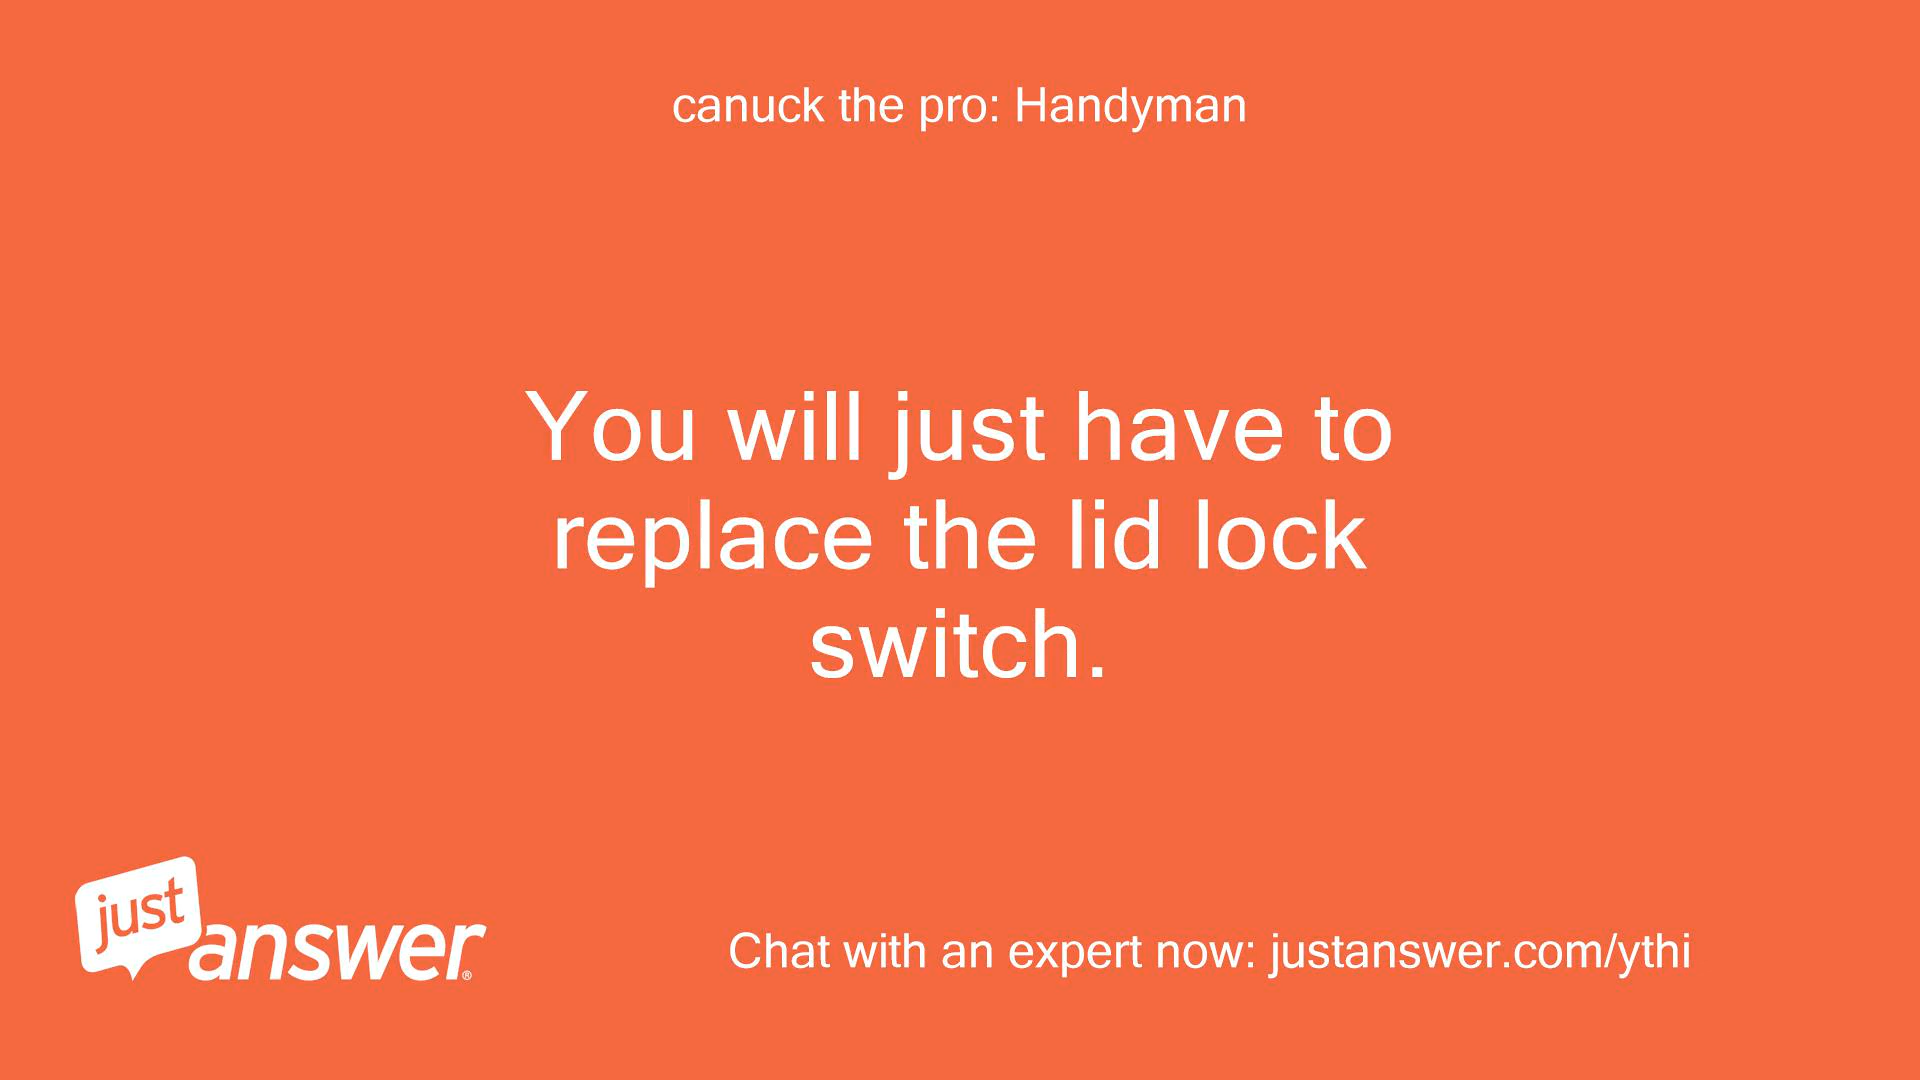 canuck the pro: Handyman
You will just have to
replace the lid lock
switch.
just
answer®
Chat with an expert now: justanswer.com/ythi